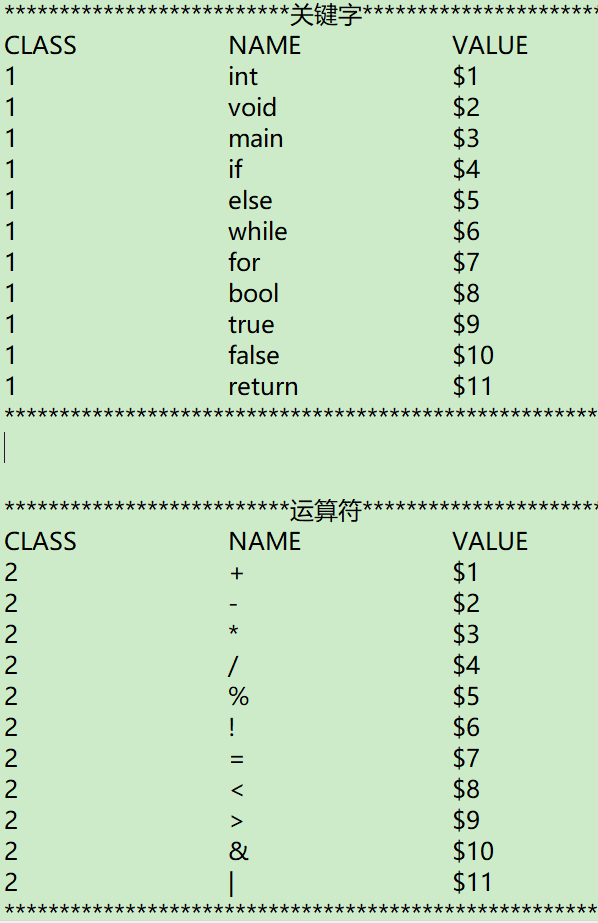 **************************关键字**********************
CLASS NAME VALUE
1 int $1
1 void $2
1 main $3
1 if $4
1 else $5
1 while $6
1 for $7
1 bool $8
1 true $9
1 false $10
1 return $11
******************************************************
**************************运算符**********************
CLASS NAME VALUE
2 + $1
2 - $2
2 * $3
2 / $4
2 % $5
2 ! $6
2 = $7
2 < $8
2 > $9
2 & $10
2 | $11
******************************************************